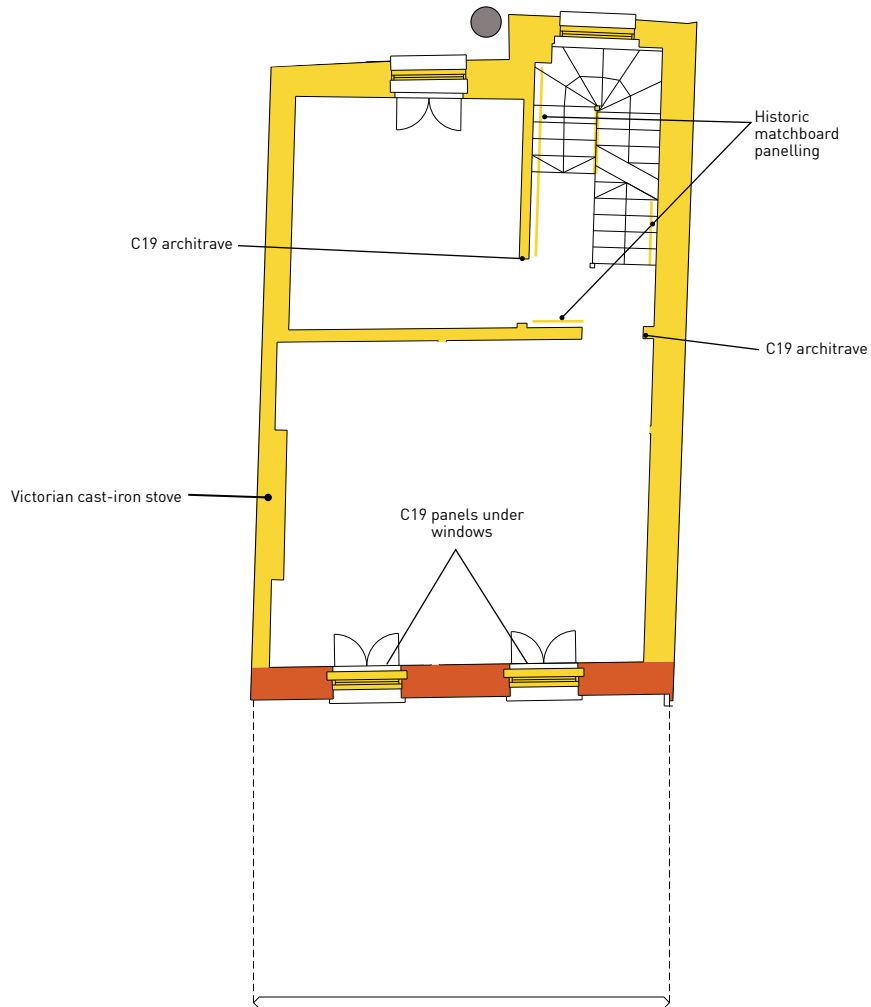 Historic
matchboard
panelling
C19 architrave
C19 architrave
Victorian cast-iron stove
C19 panels under
windows